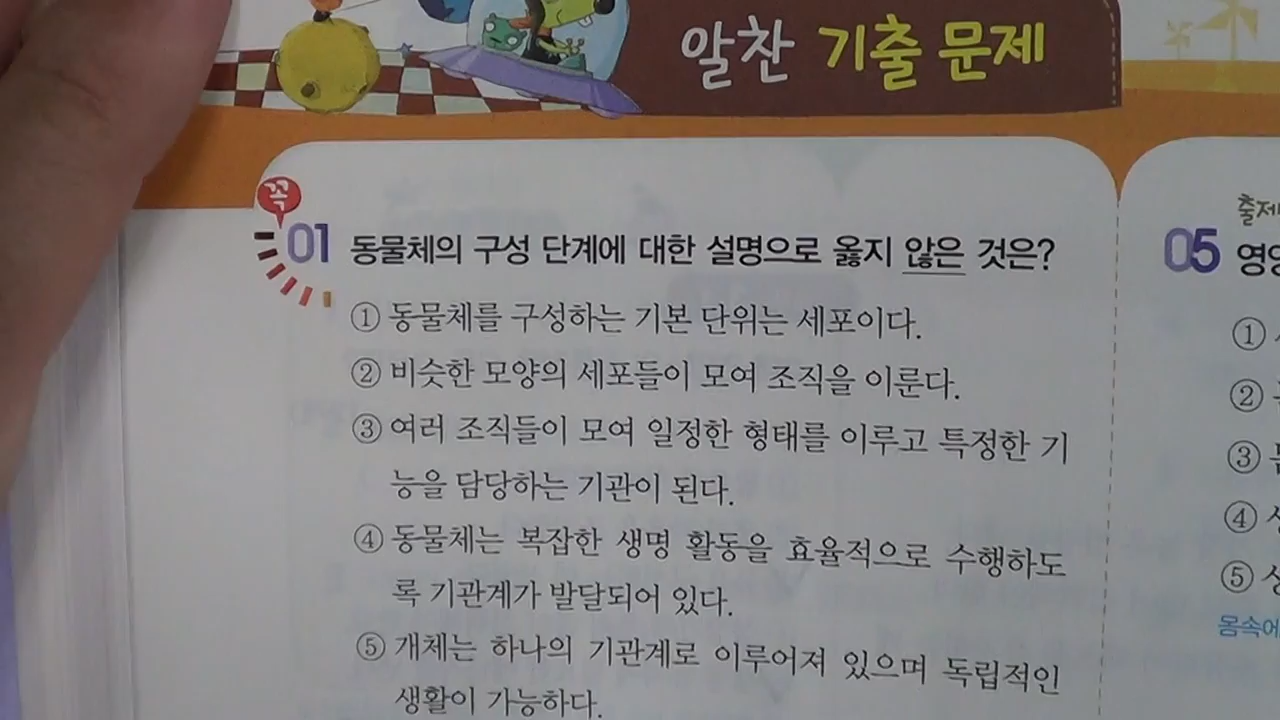 알찬 기출 문제
꼭
01 동물체의 구성 단계에 대한 설명으로 옳지 않은 것은?
① 동물체를 구성하는 기본 단위는 세포이다.
② 비슷한 모양의 세포들이 모여 조직을 이룬다.
③ 여러 조직들이 모여 일정한 형태를 이루고 특정한 기
능을 담당하는 기관이 된다.
④ 동물체는 복잡한 생명 활동을 효율적으로 수행하도
록 기관계가 발달되어 있다.
⑤ 개체는 하나의 기관계로 이루어져 있으며 독립적인
생활이 가능하다.
05
①
②
③
④
⑤
몸속에